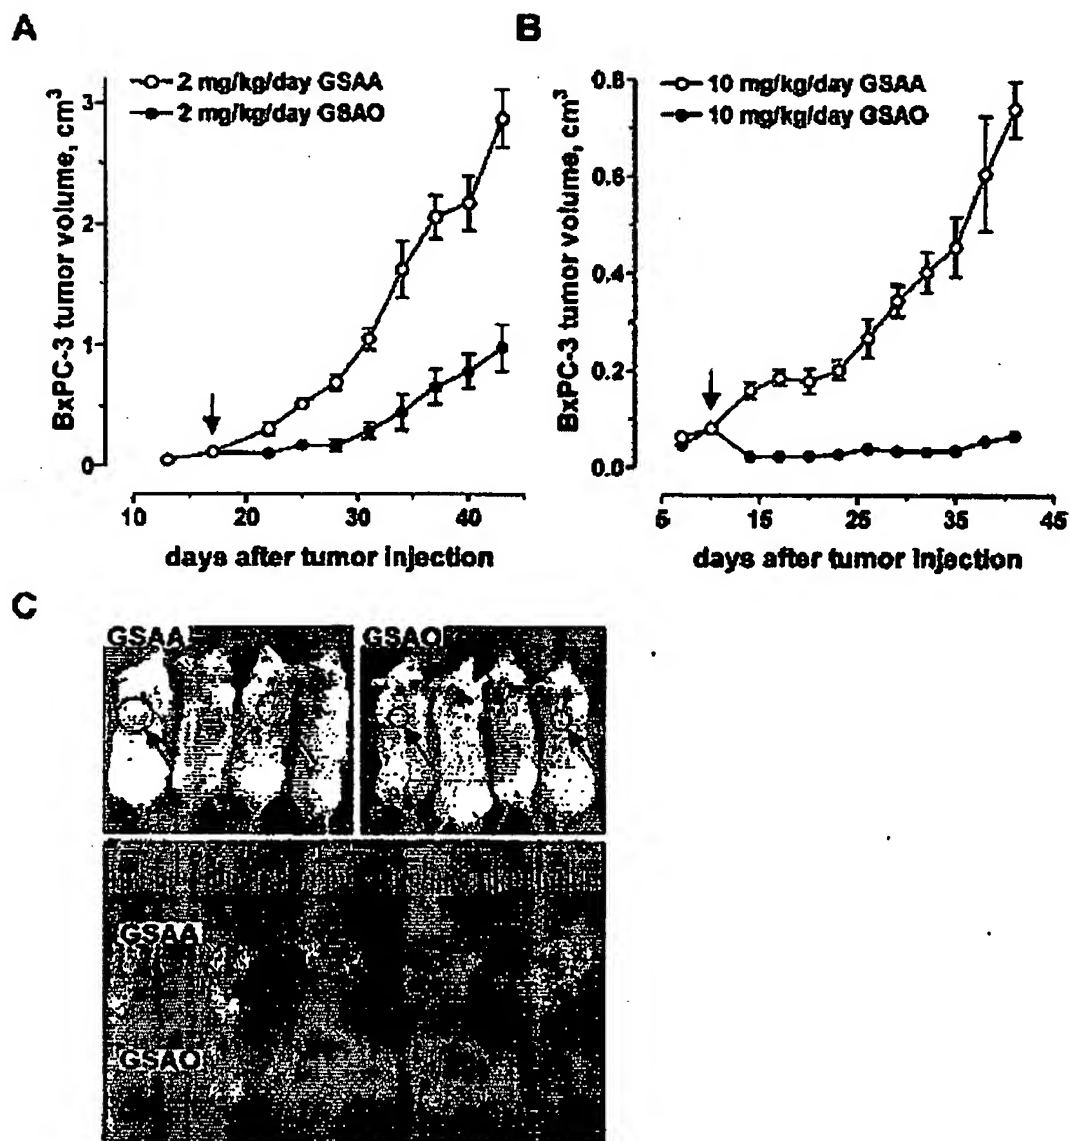 A
2 mg/kg/day GSAA
2 mg/kg/day GSAO
BxPC-3 tumor volume, cm³
3
2
1
0
10 20 30 40
days after tumor injection
B
10 mg/kg/day GSAA
10 mg/kg/day GSAO
BxPC-3 tumor volume, cm³
0.8
0.6
0.4
0.2
0.0
5 15 25 35 45
days after tumor injection
C
GSAA
GSAO
GSAA
GSAO